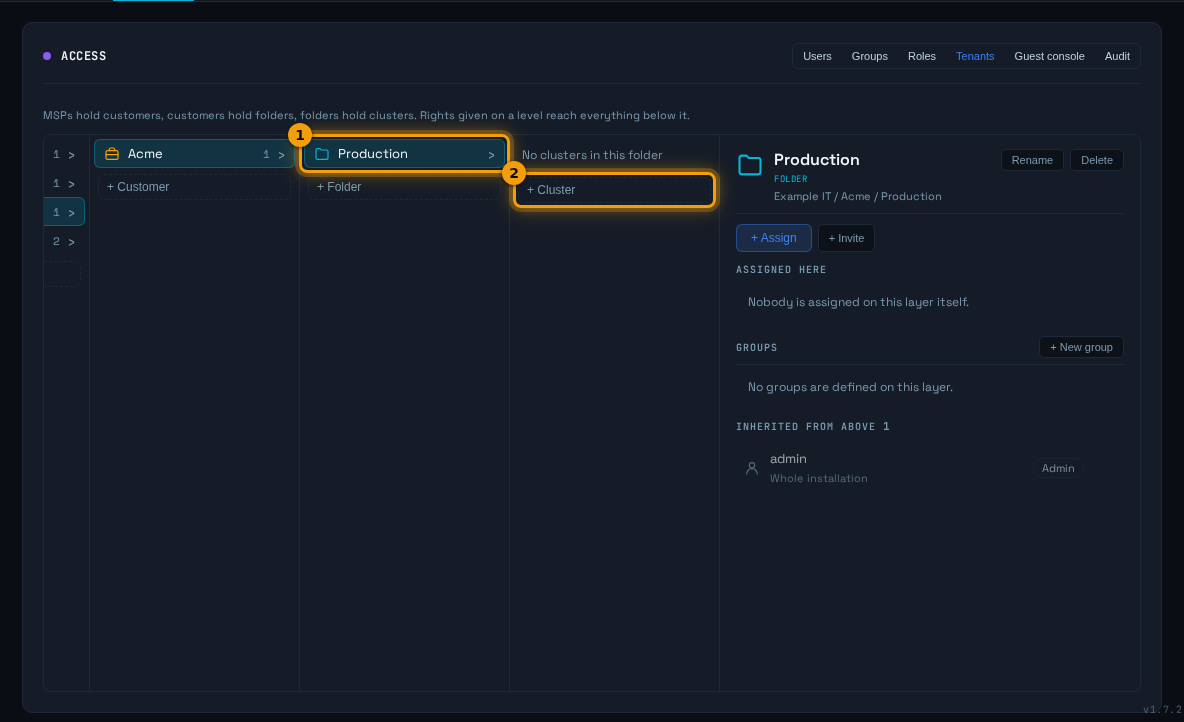 ACCESS
Users Groups Roles Tenants Guest console Audit
MSPs hold customers, customers hold folders, folders hold clusters. Rights given on a level reach everything below it.
1 >
1 >
1 >
2 >
Acme 1 >
+ Customer
1
Production >
+ Folder
No clusters in this folder
2
+ Cluster
Production
Rename Delete
FOLDER
Example IT / Acme / Production
+ Assign + Invite
ASSIGNED HERE
Nobody is assigned on this layer itself.
GROUPS + New group
No groups are defined on this layer.
INHERITED FROM ABOVE 1
admin
Whole installation
Admin
v1.7.2